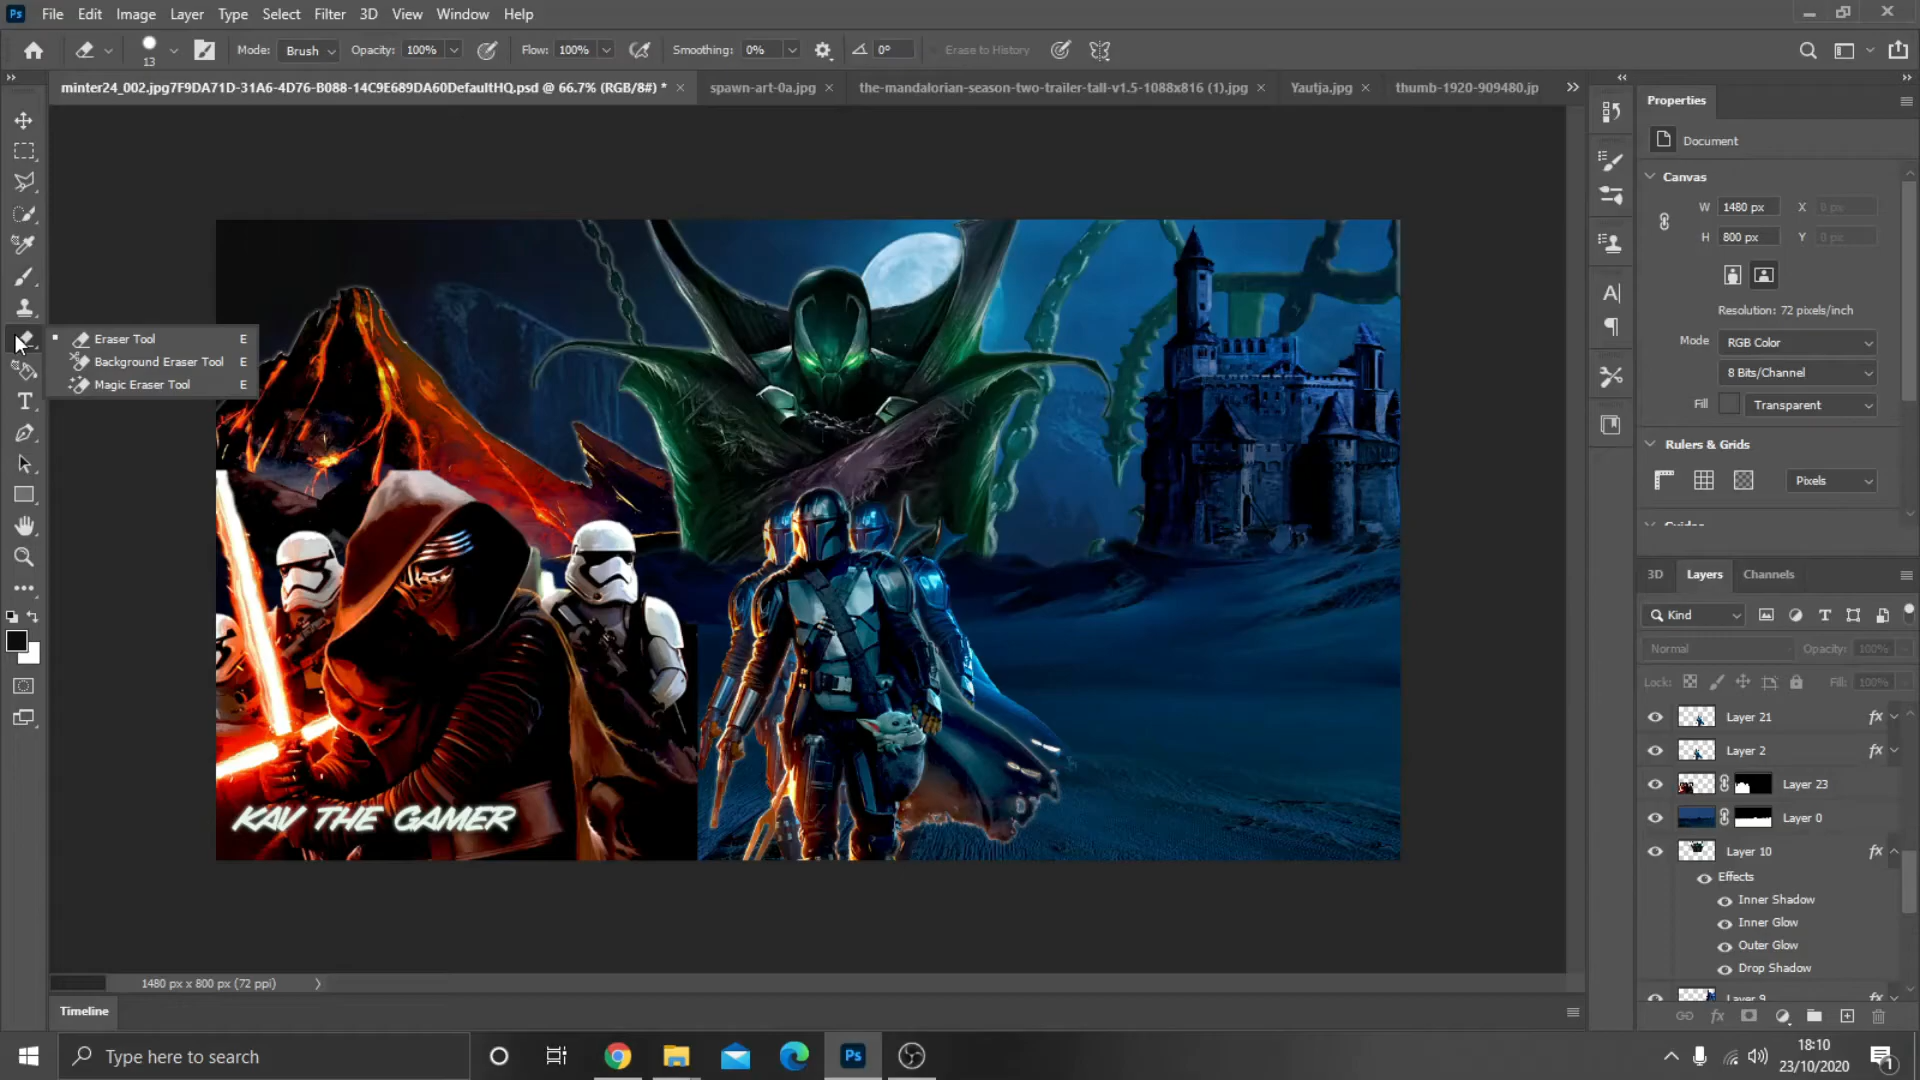 Ps File Edit Image Layer Type Select Filter 3D View Window Help
13 Mode: Brush Opacity: 100% Flow: 100% Smoothing: 0% 0° Erase to History
minter24_002.jpg7F9DA71D-31A6-4D76-B088-14C9E689DA60DefaultHQ.psd @ 66.7% (RGB/8#) * spawn-art-0a.jpg the-mandalorian-season-two-trailer-tall-v1.5-1088x816 (1).jpg Yautja.jpg thumb-1920-909480.jp
Properties
Document
Canvas
W 1480 px X 0 px
H 800 px Y 0 px
Resolution: 72 pixels/inch
Mode RGB Color
8 Bits/Channel
Fill Transparent
Rulers & Grids
Pixels
Guides
Eraser Tool E
Background Eraser Tool E
Magic Eraser Tool E
KAV THE GAMER
3D Layers Channels
Kind
Normal Opacity: 100%
Lock: Fill: 100%
Layer 21 fx
Layer 2 fx
Layer 23
Layer 0
Layer 10 fx
Effects
Inner Shadow
Inner Glow
Outer Glow
Drop Shadow
Layer 9 fx
1480 px x 800 px (72 ppi)
Timeline
Type here to search
Ps
18:10
23/10/2020
1